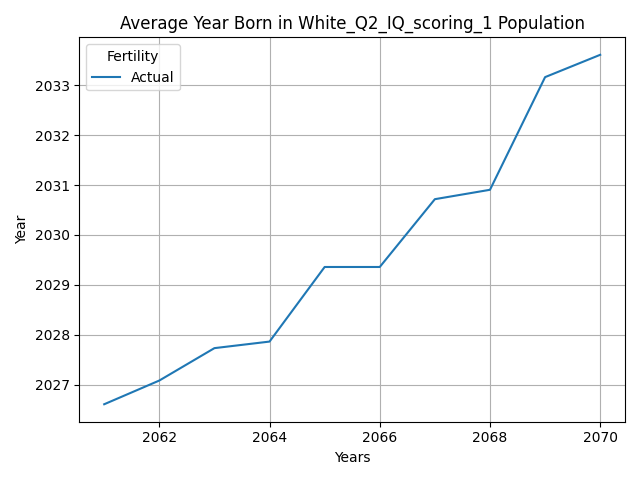 Average Year Born in White_Q2_IQ_scoring_1 Population
Fertility
Actual
Year
2033
2032
2031
2030
2029
2028
2027
2062 2064 2066 2068 2070
Years